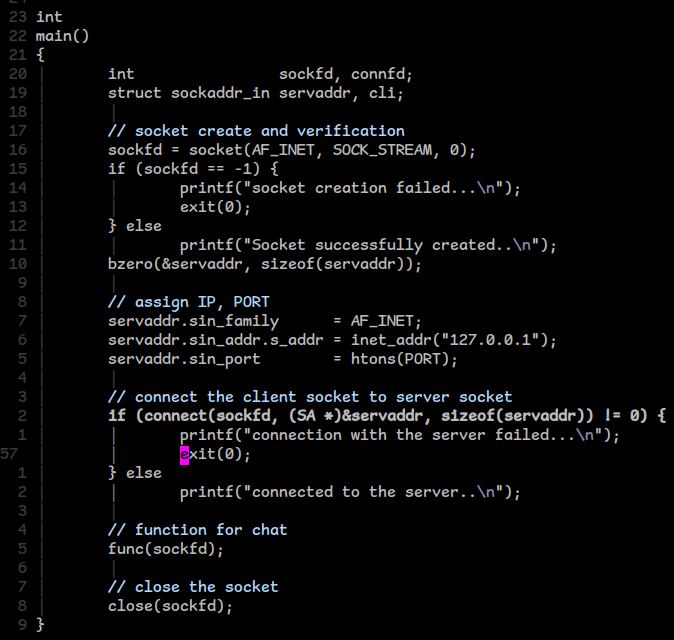 23 int
22 main()
21 {
20         int                sockfd, connfd;
19         struct sockaddr_in servaddr, cli;
18
17         // socket create and verification
16         sockfd = socket(AF_INET, SOCK_STREAM, 0);
15         if (sockfd == -1) {
14                 printf("socket creation failed...\n");
13                 exit(0);
12         } else
11                 printf("Socket successfully created..\n");
10         bzero(&servaddr, sizeof(servaddr));
9
8         // assign IP, PORT
7         servaddr.sin_family      = AF_INET;
6         servaddr.sin_addr.s_addr = inet_addr("127.0.0.1");
5         servaddr.sin_port        = htons(PORT);
4
3         // connect the client socket to server socket
2         if (connect(sockfd, (SA *)&servaddr, sizeof(servaddr)) != 0) {
1                 printf("connection with the server failed...\n");
57                 exit(0);
1         } else
2                 printf("connected to the server..\n");
3
4         // function for chat
5         func(sockfd);
6
7         // close the socket
8         close(sockfd);
9 }